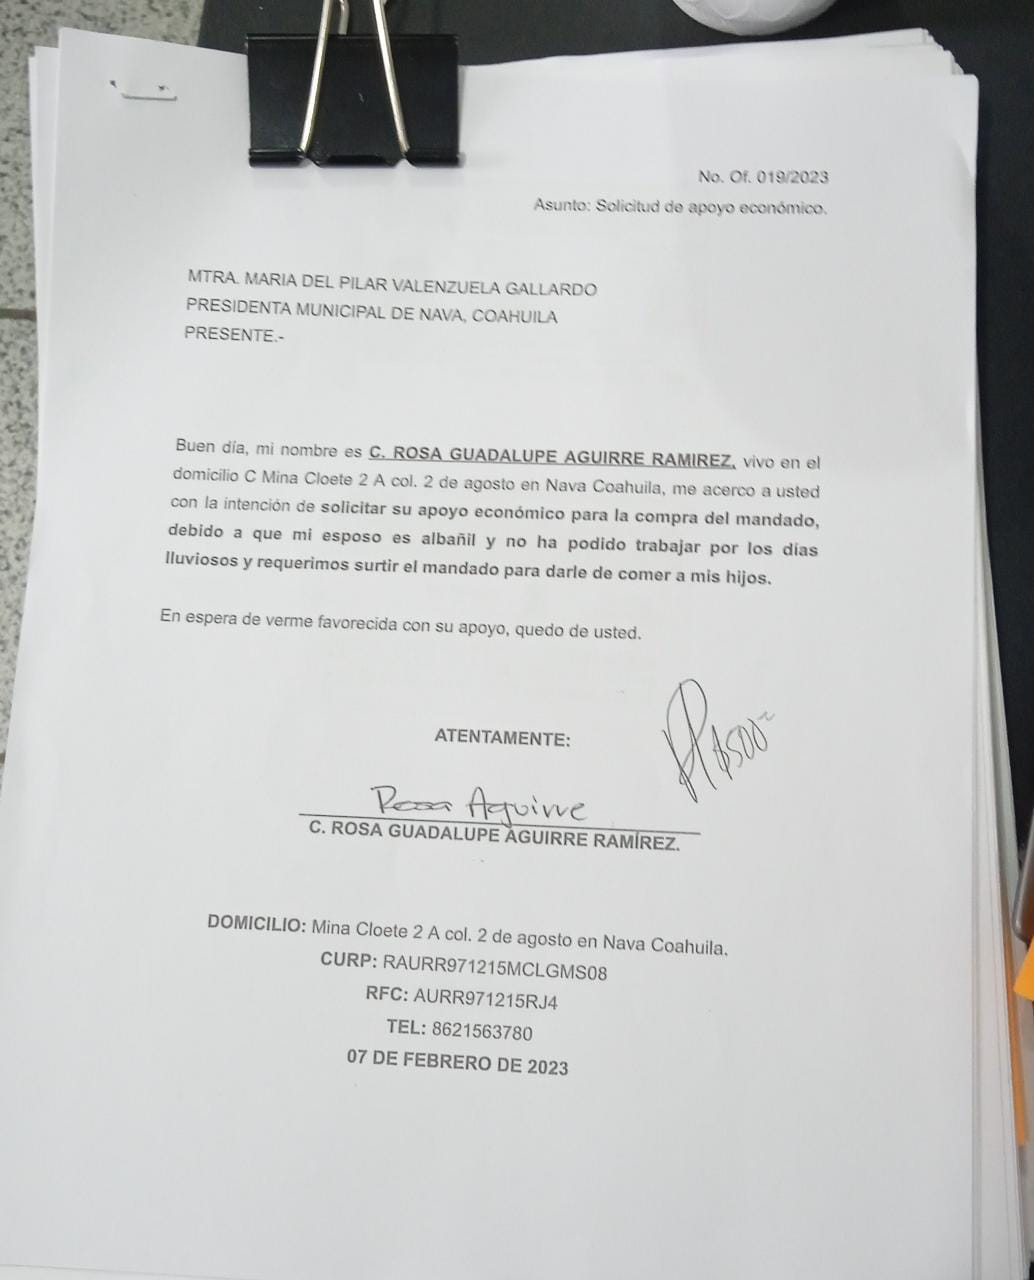 No. Of. 019/2023
Asunto: Solicitud de apoyo económico.
MTRA. MARIA DEL PILAR VALENZUELA GALLARDO
PRESIDENTA MUNICIPAL DE NAVA, COAHUILA
PRESENTE.-
Buen día, mi nombre es C. ROSA GUADALUPE AGUIRRE RAMIREZ, vivo en el
domicilio C Mina Cloete 2 A col. 2 de agosto en Nava Coahuila, me acerco a usted
con la intención de solicitar su apoyo económico para la compra del mandado,
debido a que mi esposo es albañil y no ha podido trabajar por los días
lluviosos y requerimos surtir el mandado para darle de comer a mis hijos.
En espera de verme favorecida con su apoyo, quedo de usted.
ATENTAMENTE:
$500
Rosa Aguirre
C. ROSA GUADALUPE AGUIRRE RAMÍREZ.
DOMICILIO: Mina Cloete 2 A col. 2 de agosto en Nava Coahuila.
CURP: RAURR971215MCLGMS08
RFC: AURR971215RJ4
TEL: 8621563780
07 DE FEBRERO DE 2023